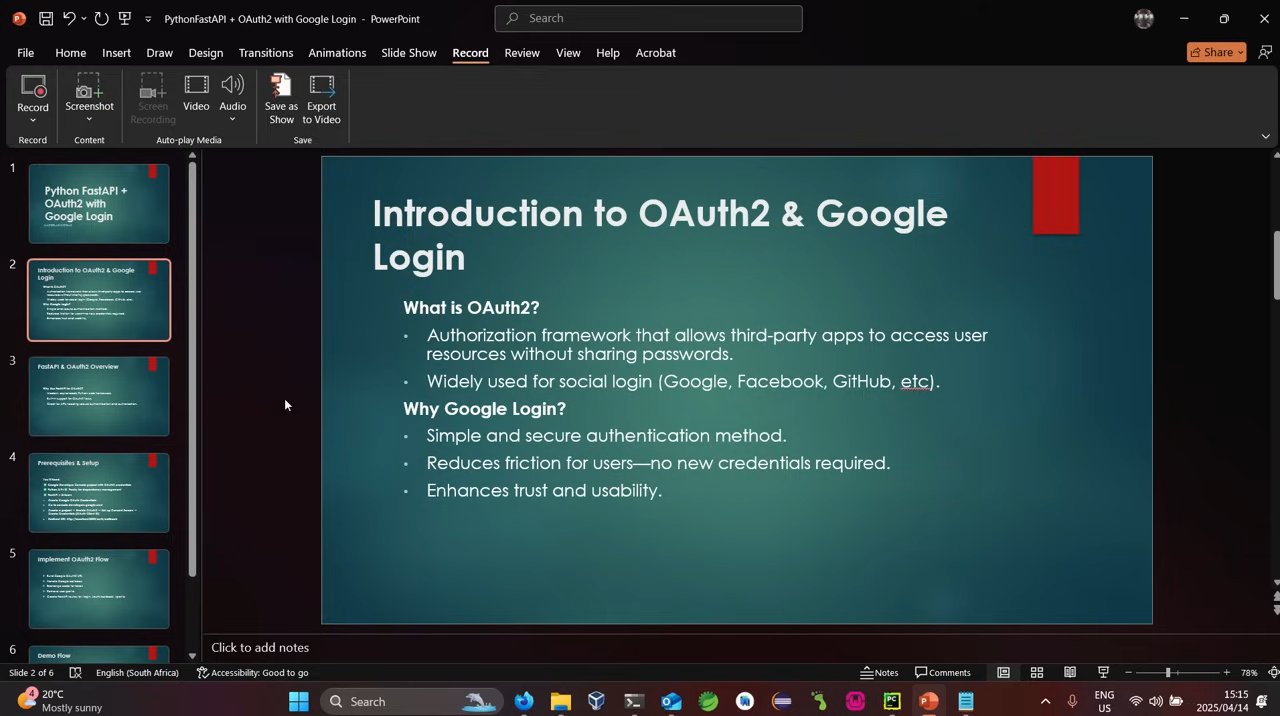 PythonFastAPI + OAuth2 with Google Login - PowerPoint
Search
File Home Insert Draw Design Transitions Animations Slide Show Record Review View Help Acrobat
Share
Record
Screenshot
Screen
Recording
Video
Audio
Save as
Show
Export
to Video
Record
Content
Auto-play Media
Save
1
Python FastAPI +
OAuth2 with
Google Login
2
Introduction to OAuth2 & Google
Login
3
FastAPI & OAuth2 Overview
4
Prerequisites & Setup
5
Implement OAuth2 Flow
6
Demo Flow
Introduction to OAuth2 & Google
Login
What is OAuth2?
• Authorization framework that allows third-party apps to access user
resources without sharing passwords.
• Widely used for social login (Google, Facebook, GitHub, etc).
Why Google Login?
• Simple and secure authentication method.
• Reduces friction for users—no new credentials required.
• Enhances trust and usability.
Click to add notes
Slide 2 of 6
English (South Africa)
Accessibility: Good to go
Notes
Comments
78%
4
20°C
Mostly sunny
Search
ENG
US
15:15
2025/04/14